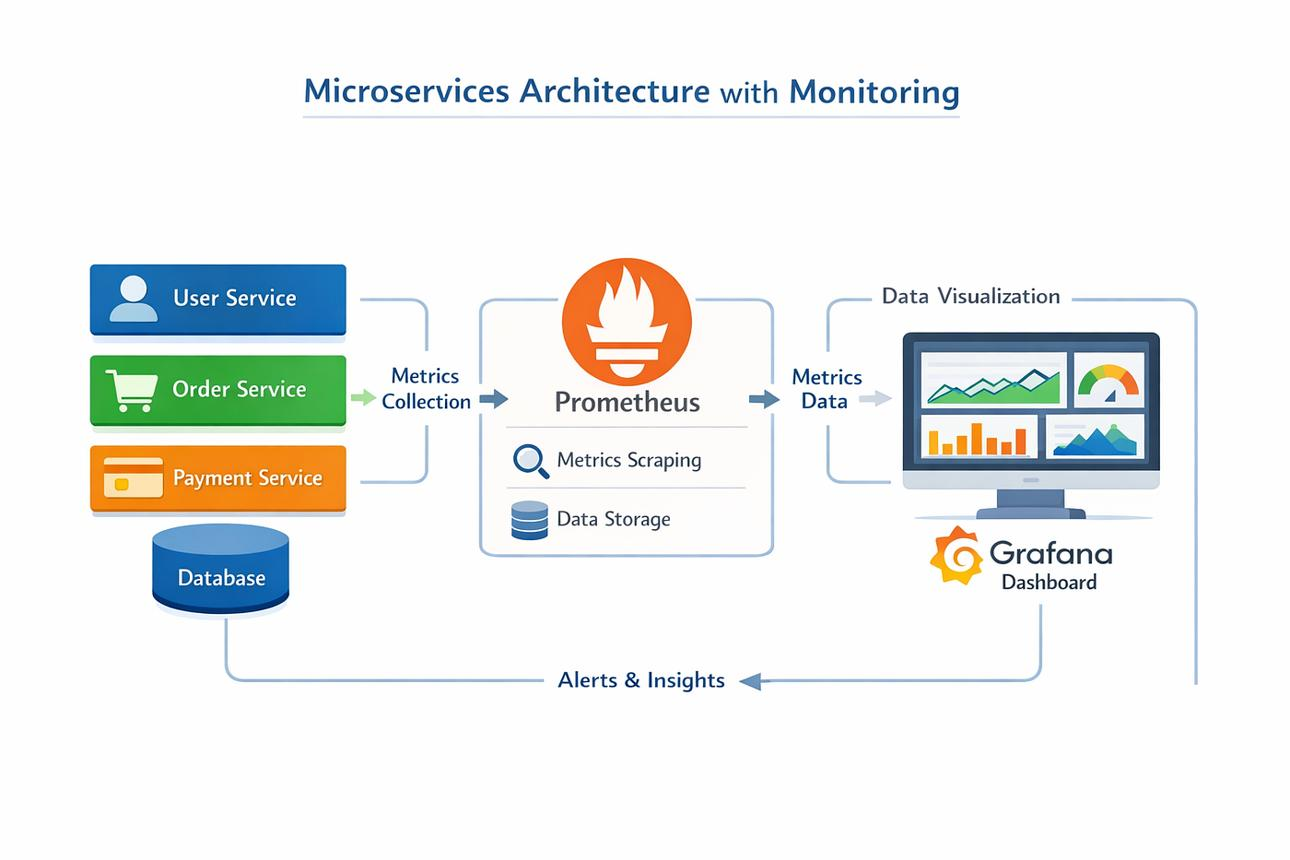 Microservices Architecture with Monitoring
User Service
Order Service
Payment Service
Database
Metrics
Collection
Prometheus
Metrics Scraping
Data Storage
Metrics
Data
Data Visualization
Grafana
Dashboard
Alerts & Insights